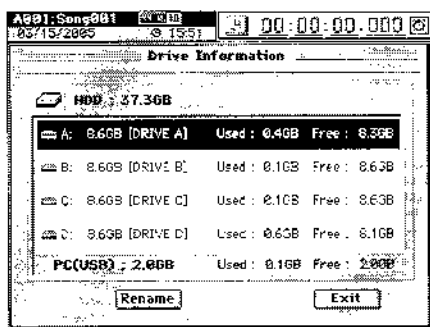 A001:Song001
03/15/2005 15:51 00:00:00.000
Drive Information
HDD : 37.3GB
A: 8.6GB [DRIVE A] Used : 0.4GB Free : 8.3GB
B: 8.6GB [DRIVE B] Used : 0.1GB Free : 8.6GB
C: 8.6GB [DRIVE C] Used : 0.1GB Free : 8.6GB
D: 8.6GB [DRIVE D] Used : 0.6GB Free : 8.1GB
PC(USB) : 2.0GB Used : 0.1GB Free : 2.0GB
Rename Exit